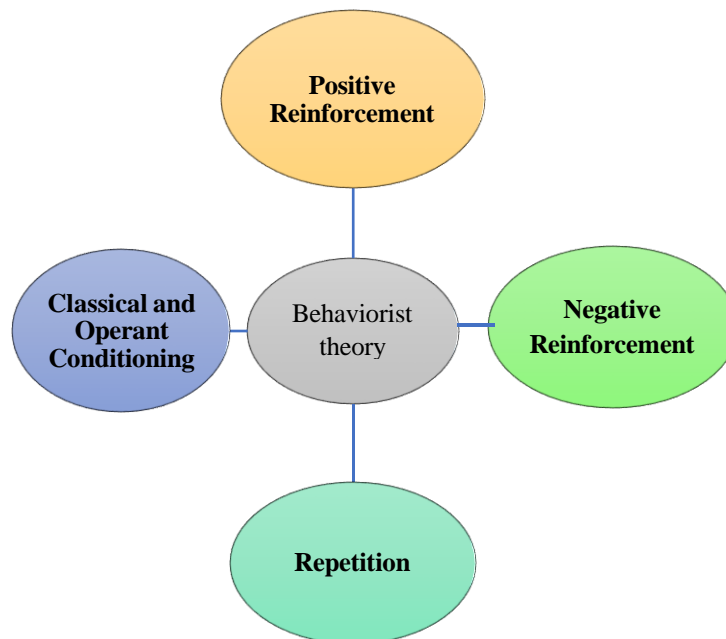 Positive
Reinforcement
Classical and
Operant
Conditioning
Behaviorist
theory
Negative
Reinforcement
Repetition